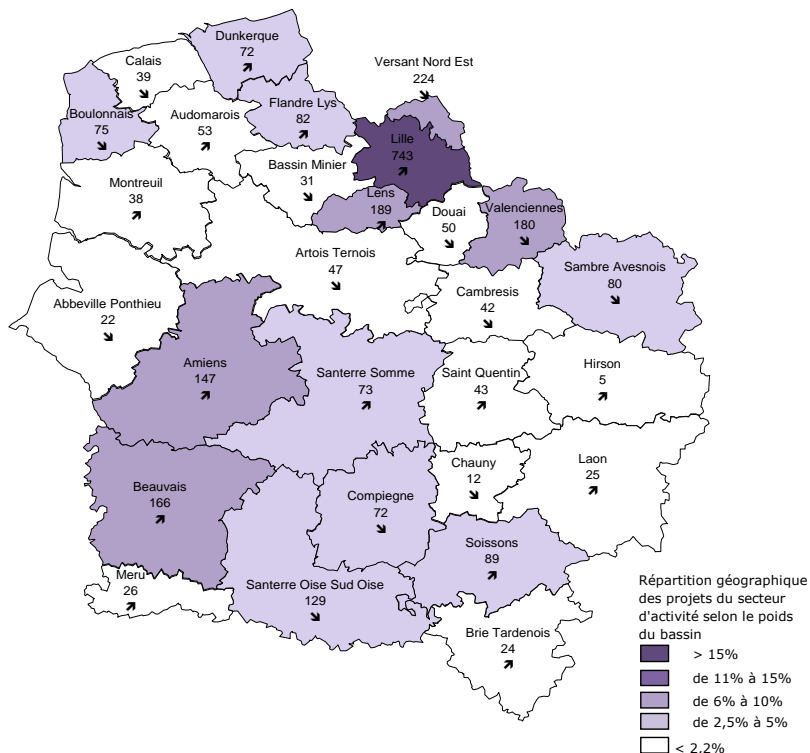 Dunkerque
72
Calais
39
Versant Nord Est
224
Boulonnais
75
Audomarois
53
Flandre Lys
82
Lille
743
Bassin Minier
31
Montreuil
38
Lens
189
Douai
50
Valenciennes
180
Artois Ternois
47
Sambre Avesnois
80
Cambresis
42
Abbeville Ponthieu
22
Amiens
147
Santerre Somme
73
Saint Quentin
43
Hirson
5
Chauny
12
Laon
25
Beauvais
166
Compiegne
72
Soissons
89
Meru
26
Santerre Oise Sud Oise
129
Brie Tardenois
24
Répartition géographique
des projets du secteur
d'activité selon le poids
du bassin
> 15%
de 11% à 15%
de 6% à 10%
de 2,5% à 5%
< 2,2%